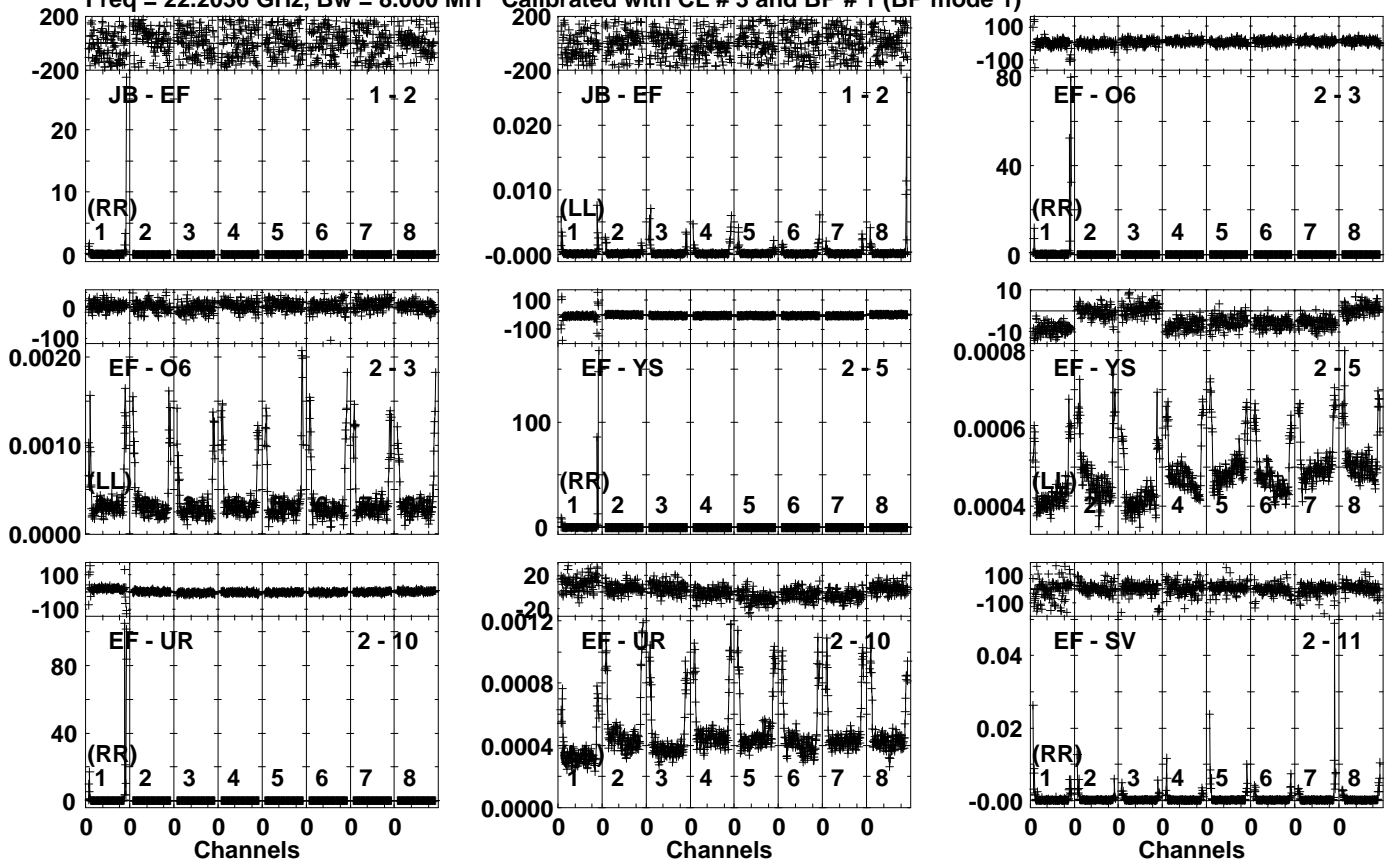 Freq = 22.2036 GHz, Bw = 8.000 MH Calibrated with CL # 3 and BP # 1 (BP mode 1)
200
-200
JB - EF 1 - 2
20
10
0
(RR)
1 2 3 4 5 6 7 8
200
-200
JB - EF 1 - 2
0.020
0.010
-0.000
(LL)
1 2 3 4 5 6 7 8
100
-100
80
EF - O6 2 - 3
40
0
(RR)
1 2 3 4 5 6 7 8
0
-100
0.0020
EF - O6 2 - 3
0.0010
0.0000
(LL)
100
-100
EF - YS 2 - 5
100
0
(RR)
1 2 3 4 5 6 7 8
10
-10
0.0008
EF - YS 2 - 5
0.0006
0.0004
(LL)
2 4 5 6 7 8
100
-100
EF - UR 2 - 10
80
40
0
(RR)
1 2 3 4 5 6 7 8
0 0 0 0 0 0 0 0
Channels
20
-20
0.0012
EF - UR 2 - 10
0.0008
0.0004
0.0000
1 2 3 4 5 6 7 8
0 0 0 0 0 0 0 0
Channels
100
-100
EF - SV 2 - 11
0.04
0.02
-0.00
(RR)
1 2 3 4 5 6 7 8
0 0 0 0 0 0 0 0
Channels